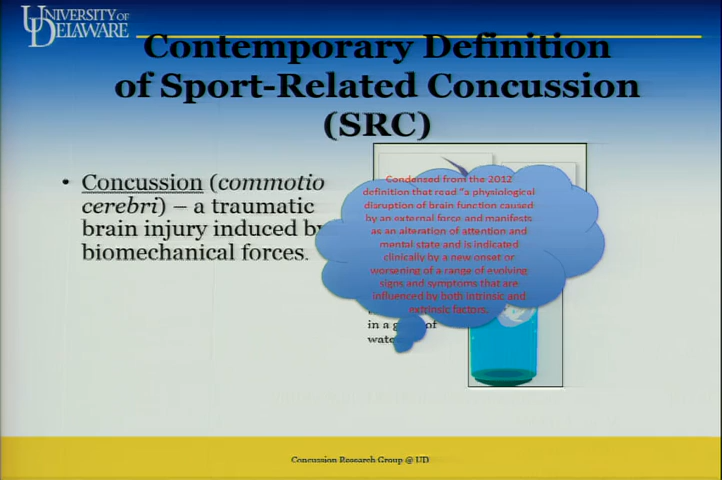 UNIVERSITY OF
DELAWARE
Contemporary Definition
of Sport-Related Concussion
(SRC)
• Concussion (commotio
cerebri) – a traumatic
brain injury induced by
biomechanical forces.
Condensed from the 2012
definition that read "a physiological
disruption of brain function caused
by an external force and manifests
as an alteration of attention and
mental state and is indicated
clinically by a new onset or
worsening of a range of evolving
signs and symptoms that are
influenced by both intrinsic and
extrinsic factors.
in a of
water
Concussion Research Group @ UD